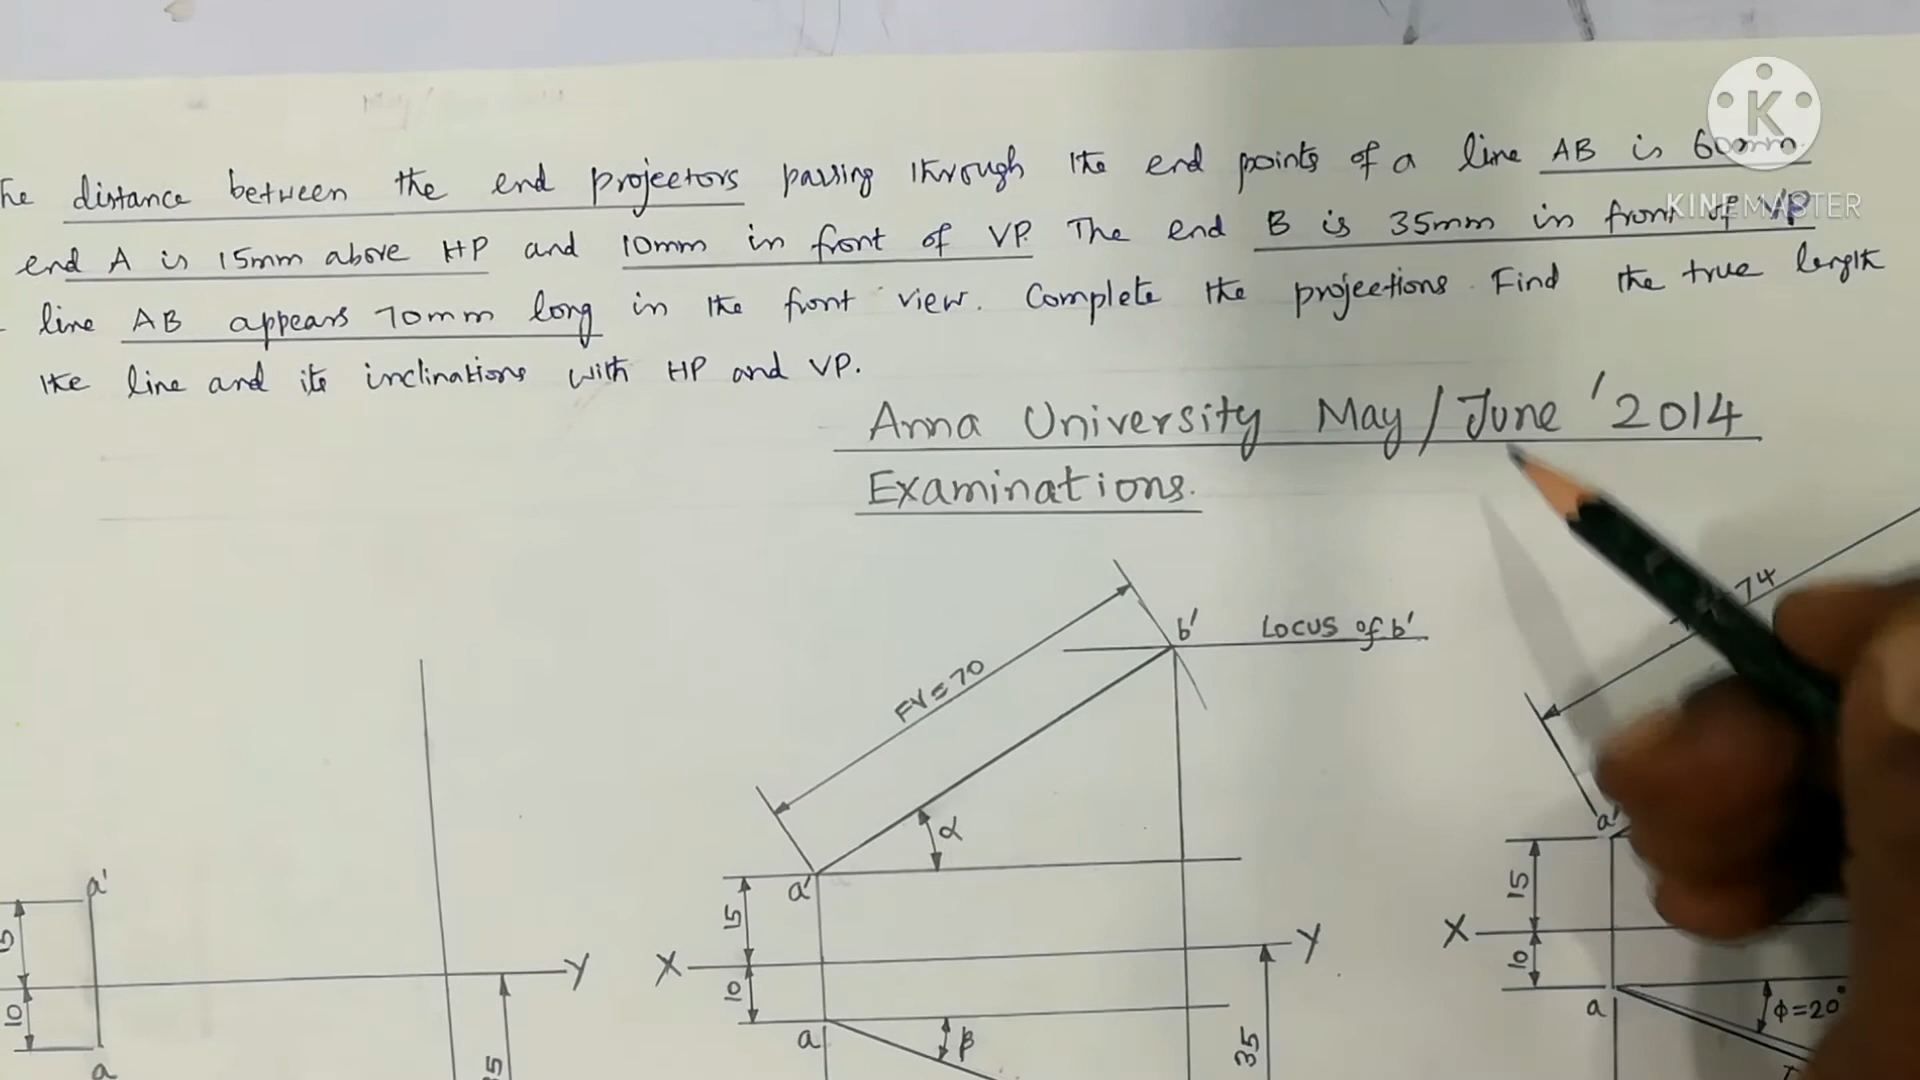 The distance between the end projectors passing through the end points of a line AB is 60mm.
end A is 15mm above HP and 10mm in front of VP. The end B is 35mm in front of VP
line AB appears 70mm long in the front view. Complete the projections. Find the true length
the line and its inclinations with HP and VP.
K
KINEMASTER
Anna University May/June '2014
Examinations.
a'
15
10
a
Y
35
FV=70
b'
Locus of b'
α
a'
15
X
Y
10
a
β
35
74
a'
15
X
10
a
ϕ=20°